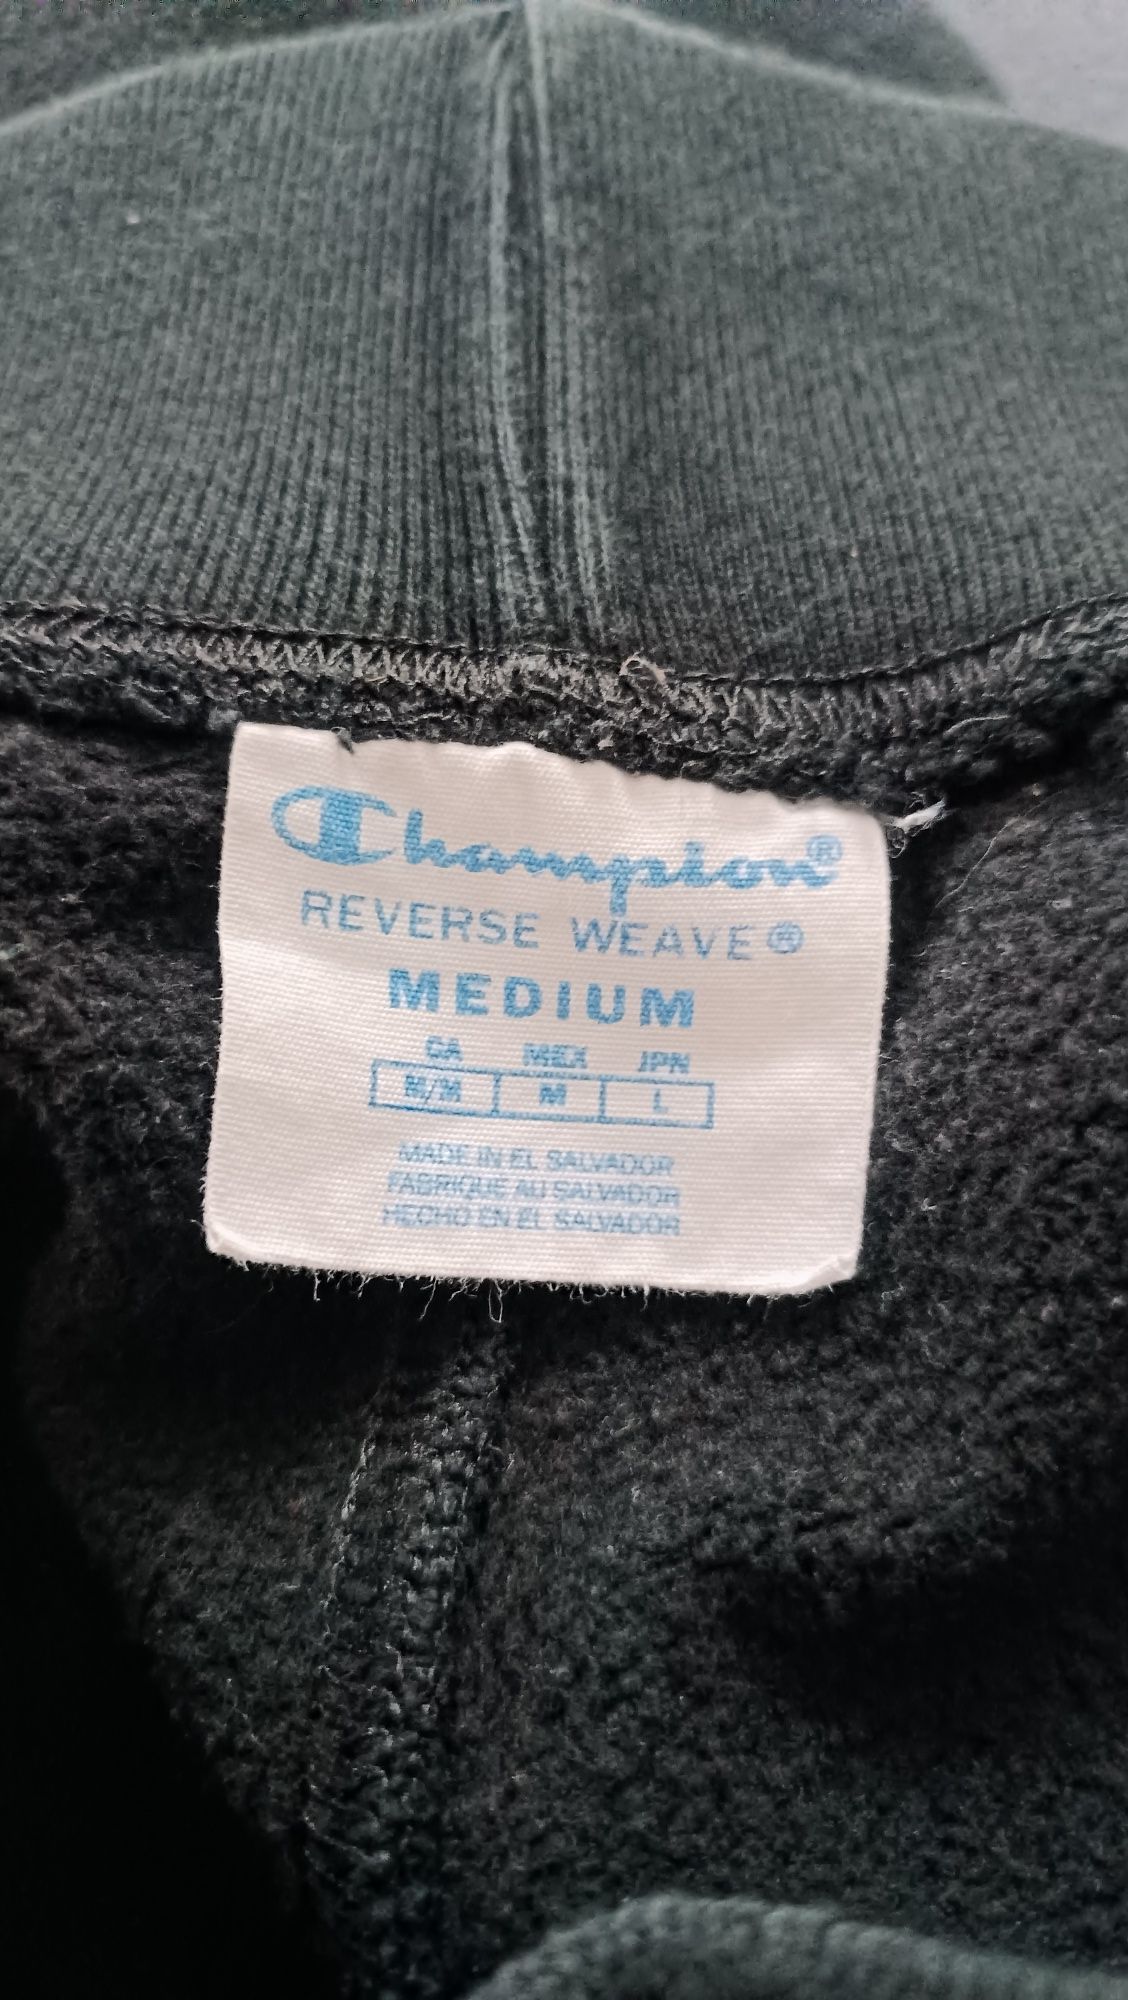 Champion®
REVERSE WEAVE®
MEDIUM
CA MEX JPN
M/M M L
MADE IN EL SALVADOR
FABRIQUE AU SALVADOR
HECHO EN EL SALVADOR